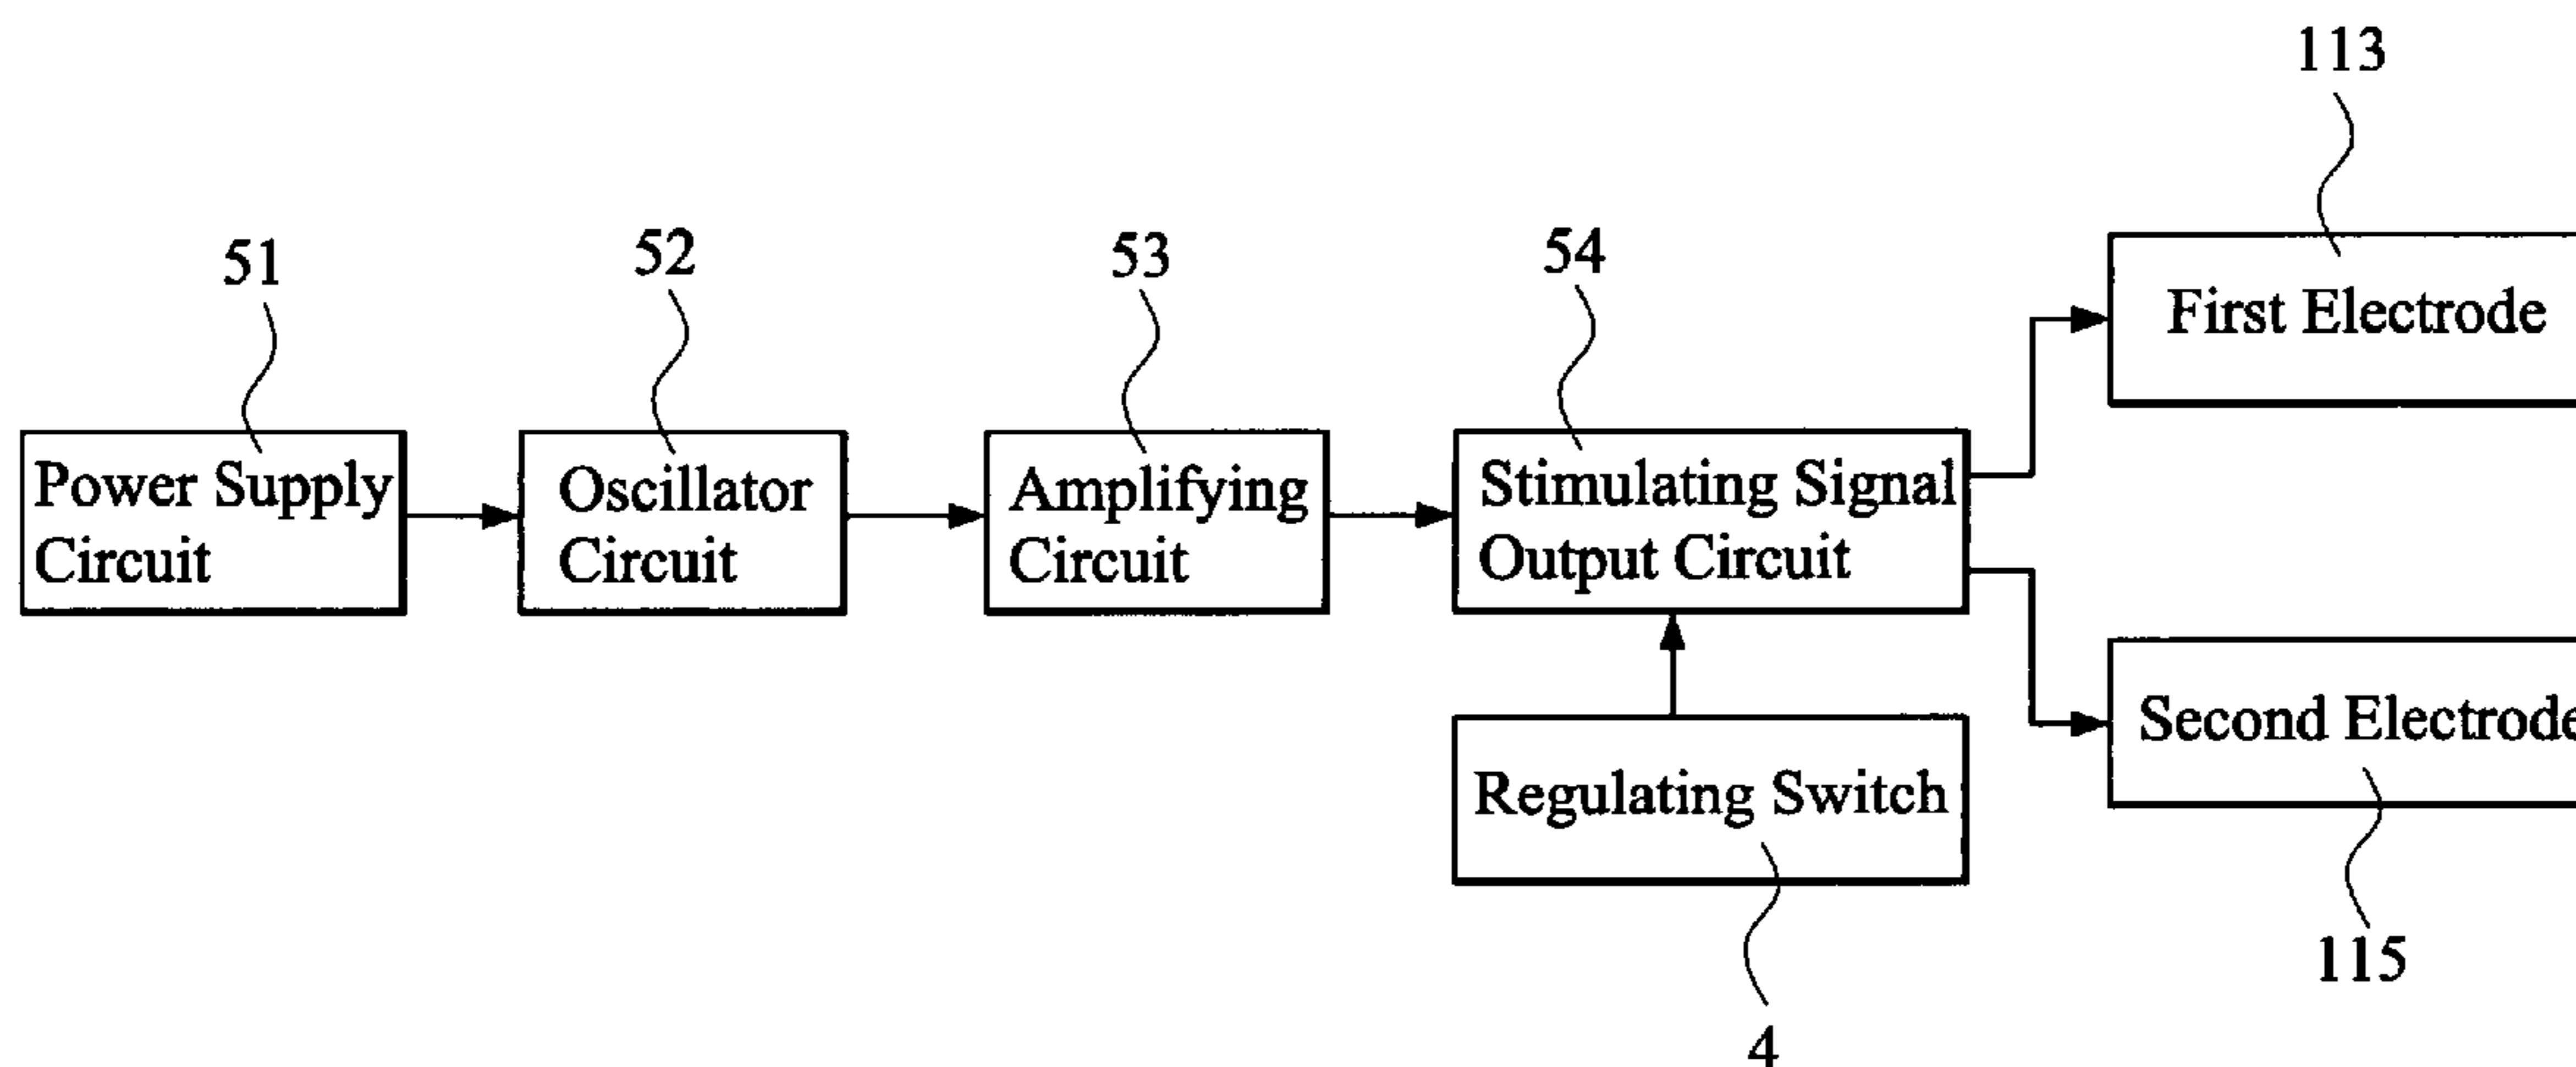 113
51
52
53
54
First Electrode
Power Supply
Circuit
Oscillator
Circuit
Amplifying
Circuit
Stimulating Signal
Output Circuit
Second Electrode
Regulating Switch
115
4